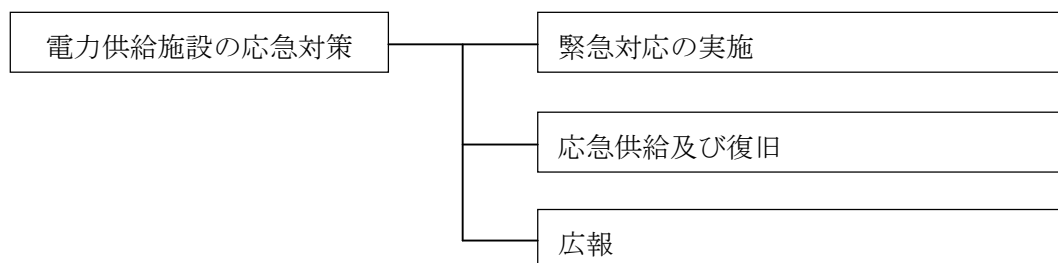 電力供給施設の応急対策
緊急対応の実施
応急供給及び復旧
広報